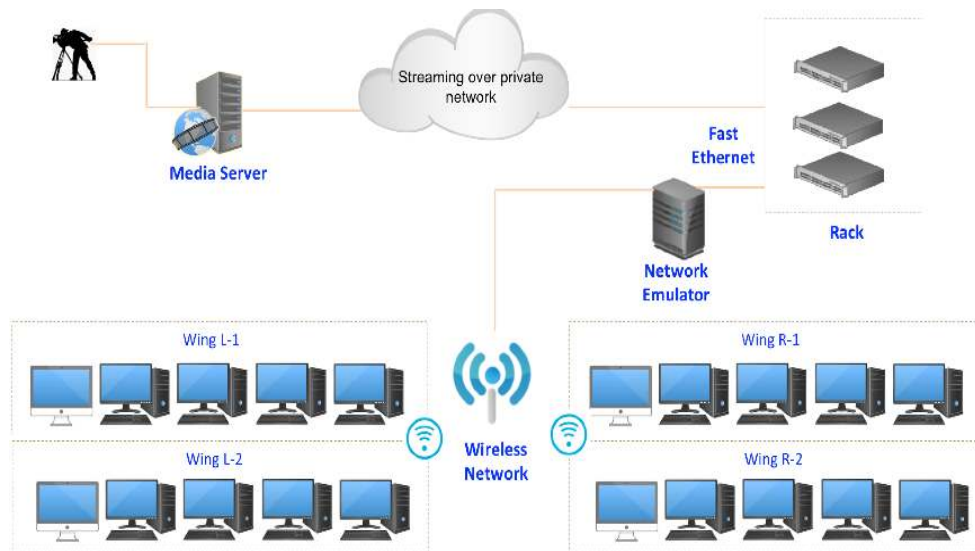 Streaming over private
network
Media Server
Fast
Ethernet
Rack
Network
Emulator
Wing L-1
Wing R-1
Wireless
Network
Wing L-2
Wing R-2